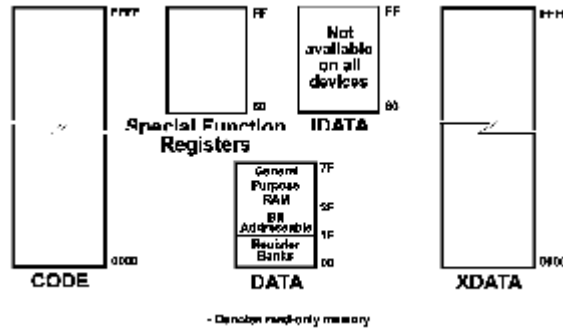 FFFF
FF
FF
FFFF
Not
available
on all
devices
80
80
Special Function
Registers
IDATA
General
Purpose
RAM
Bit
Addressable
Register
Banks
7F
2F
1F
00
0000
0000
CODE
DATA
XDATA
- Denotes read-only memory